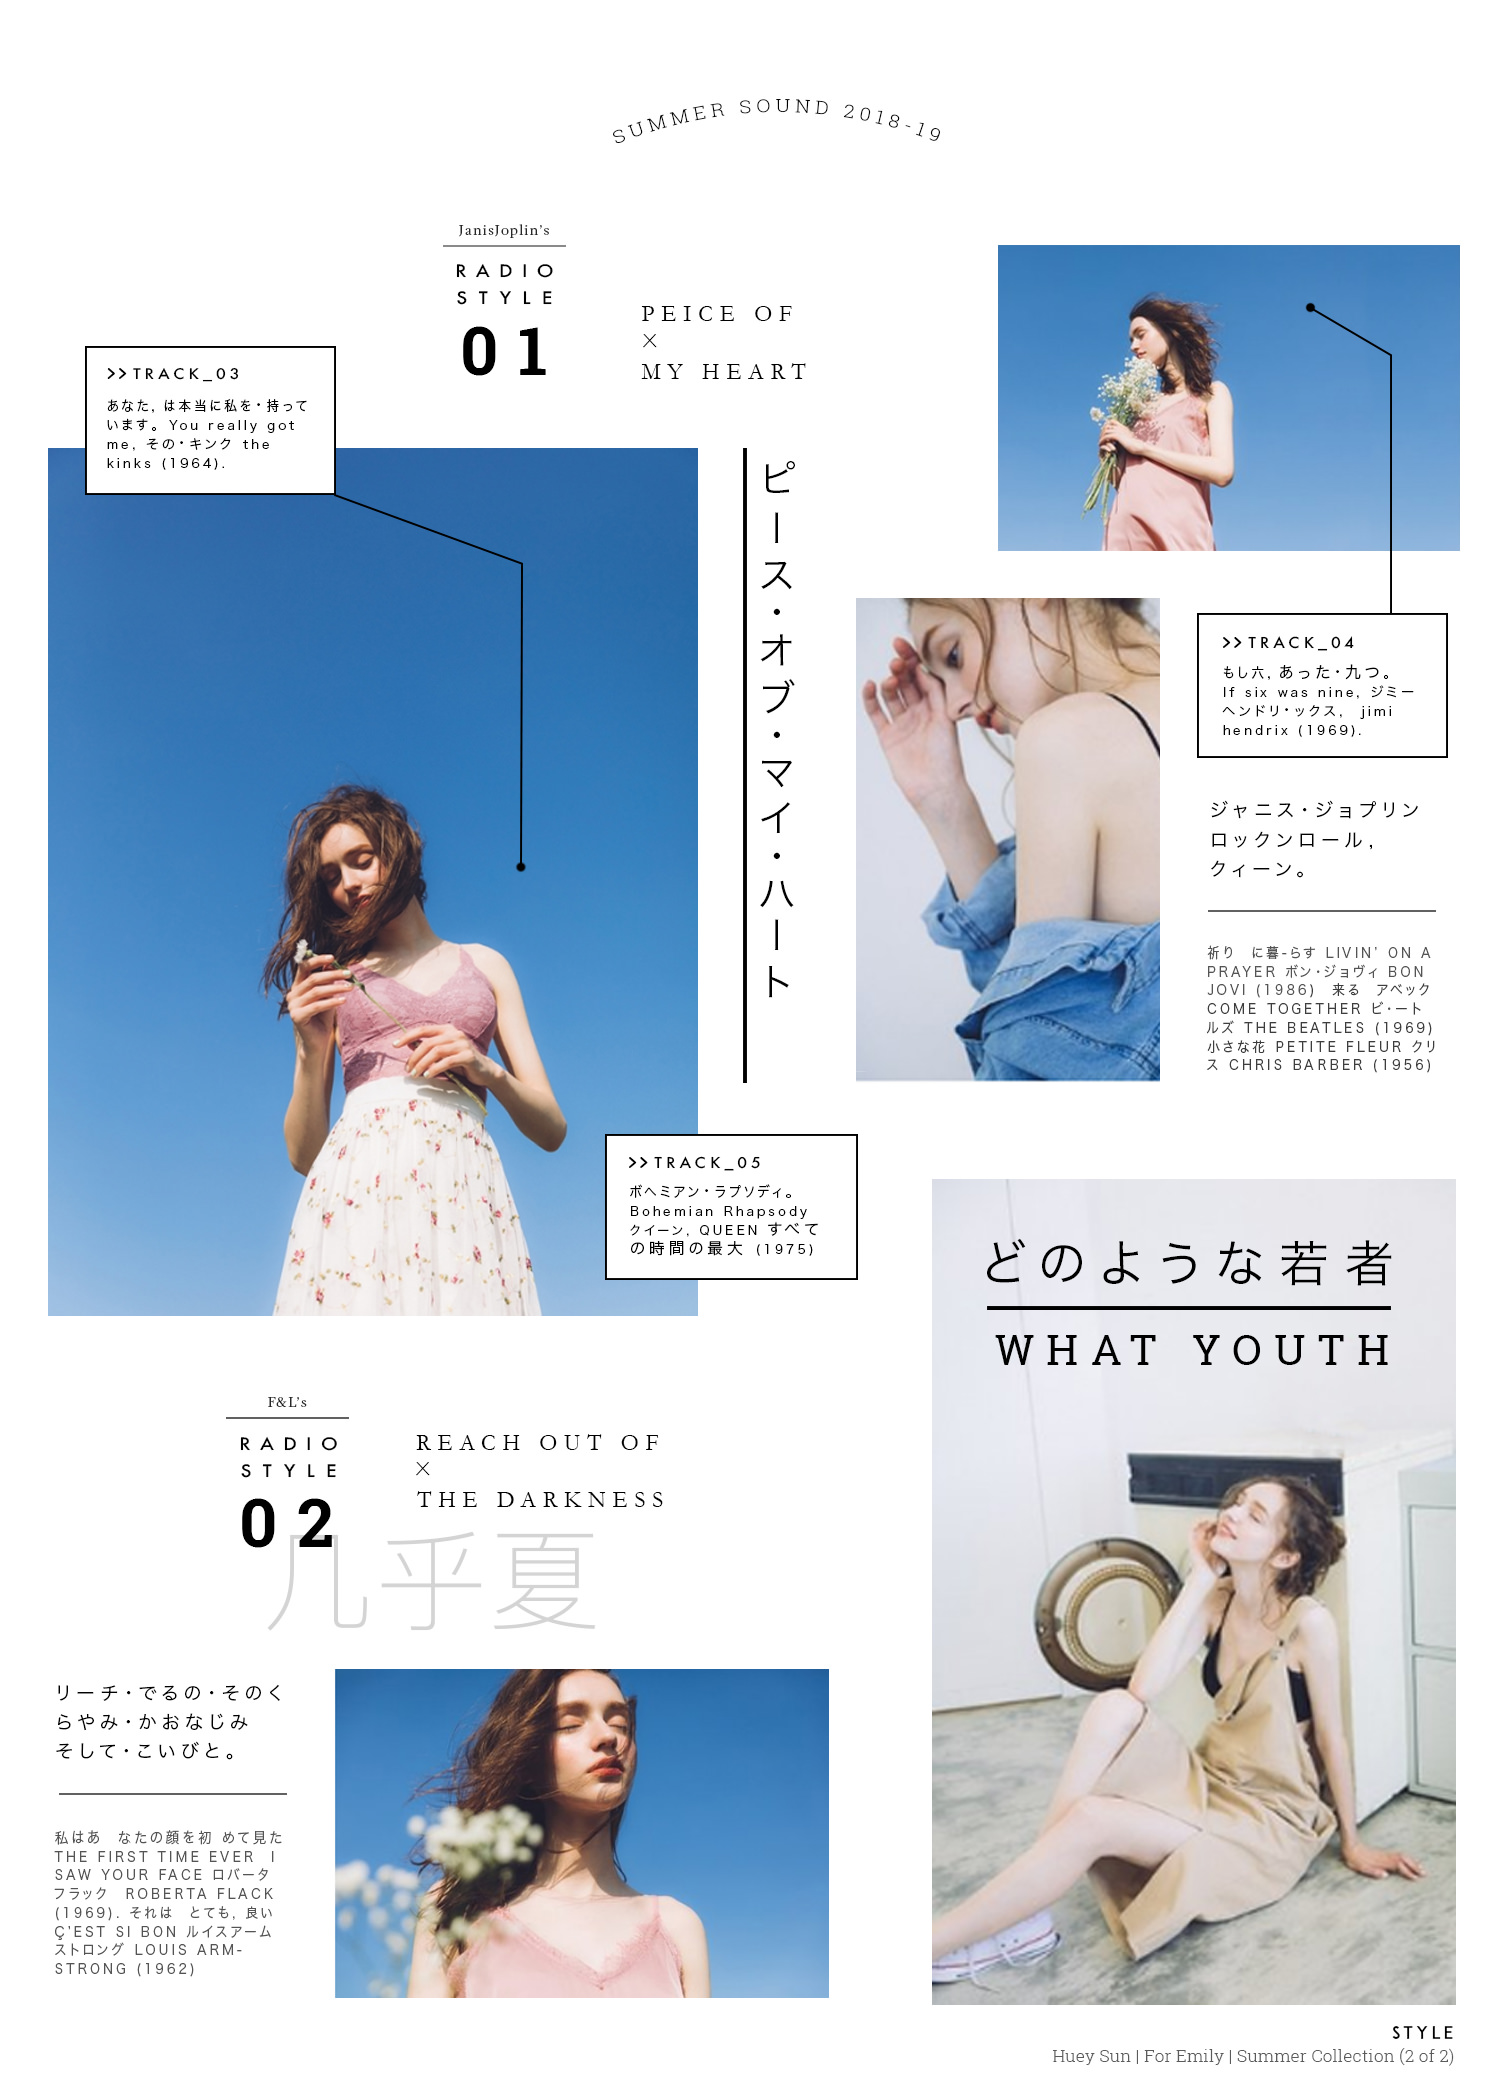 SUMMER SOUND 2018-19
JanisJoplin's
RADIO
STYLE
01
PEICE OF
×
MY HEART
>>TRACK_03
あなた, は本当に私を・持って
います。You really got
me, その・キンク the
kinks (1964).
ピース・オブ・マイ・ハート
>>TRACK_04
もし六, あった・九つ。
If six was nine, ジミー
ヘンドリ・ックス, jimi
hendrix (1969).
ジャニス・ジョプリン
ロックンロール,
クィーン。
祈り に暮-らす LIVIN' ON A
PRAYER ボン・ジョヴィ BON
JOVI (1986) 来る アベック
COME TOGETHER ビ・ート
ルズ THE BEATLES (1969)
小さな花 PETITE FLEUR クリ
ス CHRIS BARBER (1956)
>>TRACK_05
ボヘミアン・ラプソディ。
Bohemian Rhapsody
クイーン, QUEEN すべて
の時間の最大 (1975)
どのような若者
WHAT YOUTH
F&L's
RADIO
STYLE
02
REACH OUT OF
×
THE DARKNESS
几乎夏
リーチ・でるの・そのく
らやみ・かおなじみ
そして・こいびと。
私はあ なたの顔を初 めて見た
THE FIRST TIME EVER I
SAW YOUR FACE ロバータ
フラック ROBERTA FLACK
(1969). それは とても, 良い
Ç'EST SI BON ルイスアーム
ストロング LOUIS ARM-
STRONG (1962)
STYLE
Huey Sun | For Emily | Summer Collection (2 of 2)